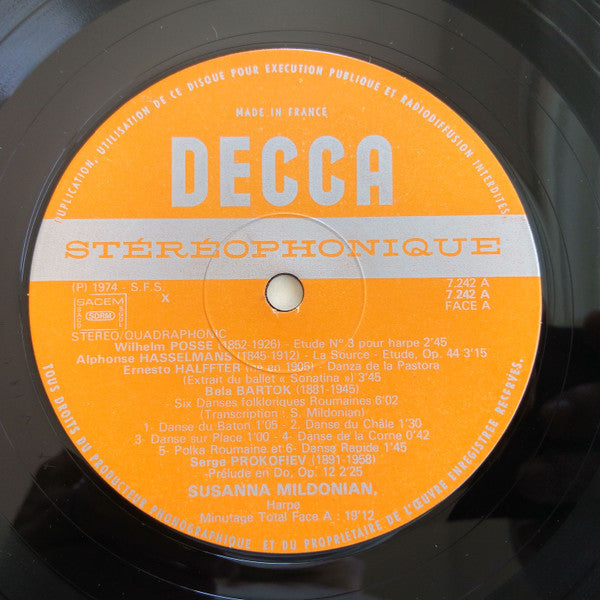 DUPLICATION, UTILISATION DE CE DISQUE POUR EXECUTION PUBLIQUE ET RADIODIFFUSION INTERDITES.
MADE IN FRANCE
DECCA
STÉRÉOPHONIQUE
(P) 1974 - S.F.S.
X
7.242 A
7.242 A
FACE A
SACEM
SDRM
STEREO/QUADRAPHONIC
Wilhelm POSSE (1852-1926) - Etude N° 3 pour harpe 2'45
Alphonse HASSELMANS (1845-1912) - La Source - Etude, Op. 44 3'15
Ernesto HALFFTER (né en 1905) - Danza de la Pastora
(Extrait du ballet « Sonatina ») 3'45
Bela BARTOK (1881-1945)
Six Danses folkloriques Roumaines 6'02
(Transcription : S. Mildonian)
1- Danse du Baton 1'05 - 2- Danse du Châle 1'30
3- Danse sur Place 1'00 - 4- Danse de la Corne 0'42
5- Polka Roumaine et 6- Danse Rapide 1'45
Serge PROKOFIEV (1891-1958)
-Prélude en Do, Op. 12 2'25
SUSANNA MILDONIAN,
Harpe
Minutage Total Face A : 19'12
TOUS DROITS DU PRODUCTEUR PHONOGRAPHIQUE ET DU PROPRIÉTAIRE DE L'ŒUVRE ENREGISTRÉE RESERVES.